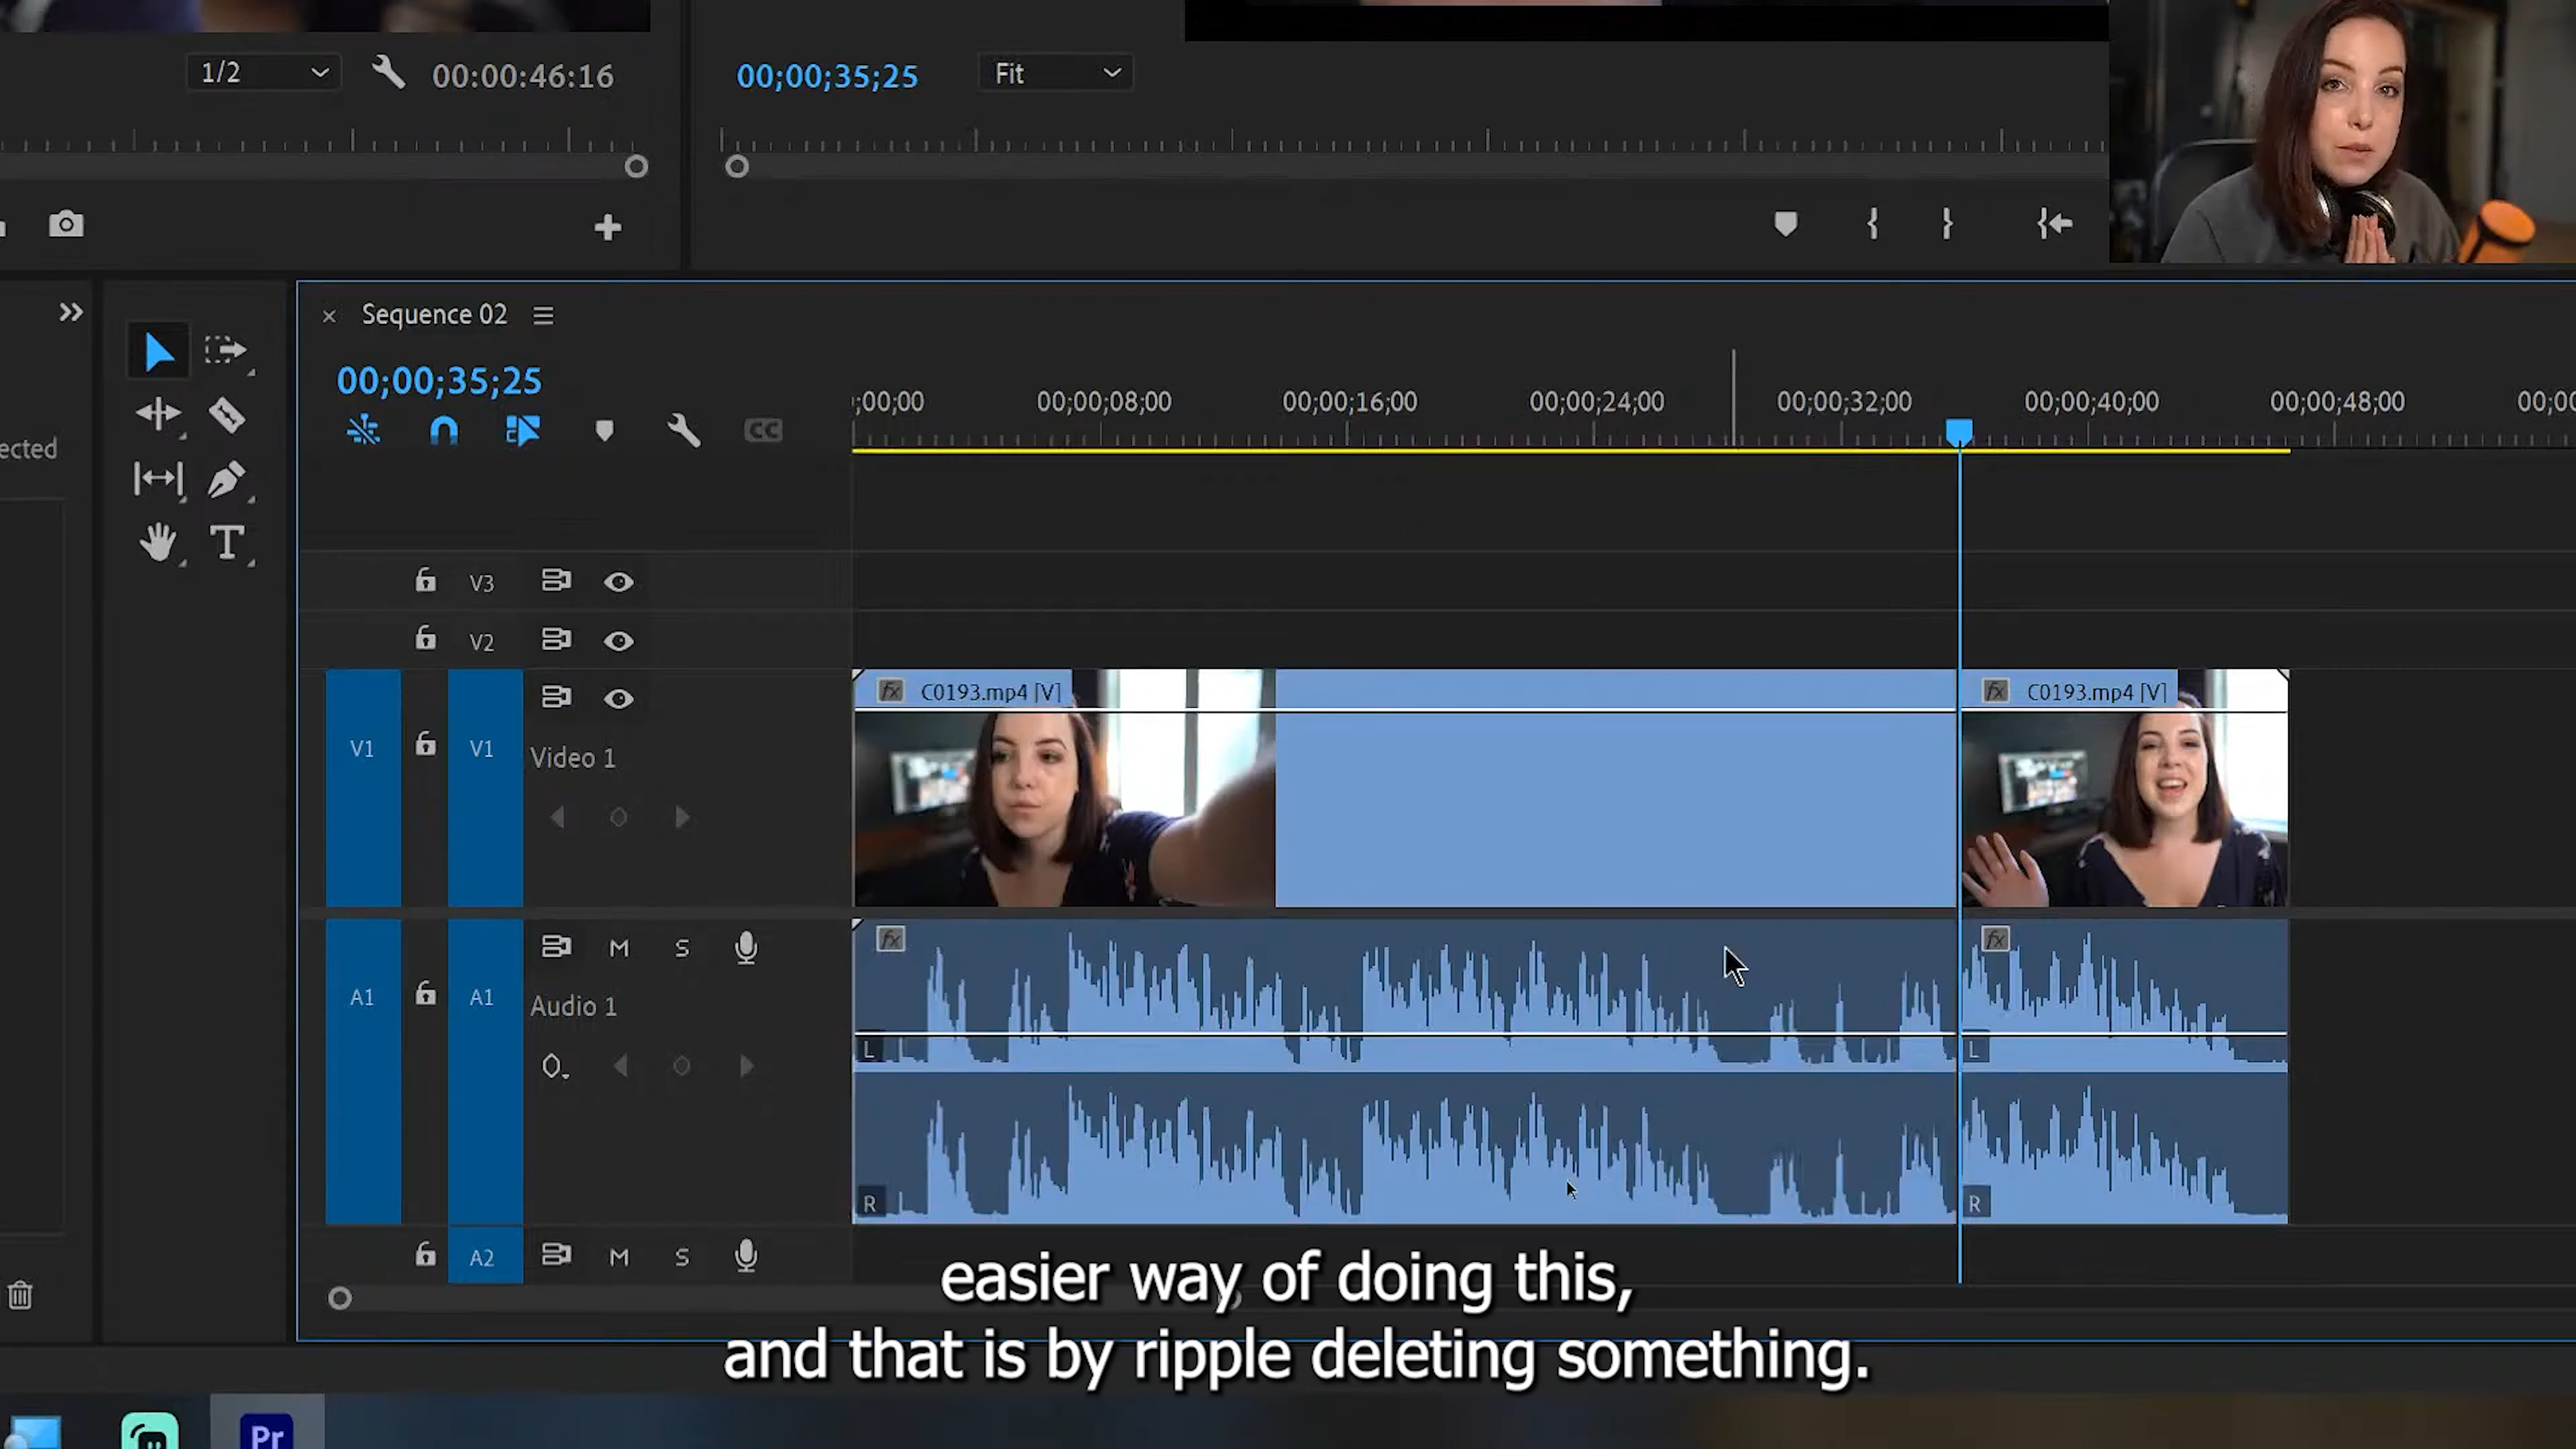 1/2
00:00:46:16
00;00;35;25
Fit
Sequence 02
00;00;35;25
;00;00
00;00;08;00
00;00;16;00
00;00;24;00
00;00;32;00
00;00;40;00
00;00;48;00
00;0
ected
CC
T
V3
V2
fx C0193.mp4 [V]
fx C0193.mp4 [V]
V1
V1
Video 1
M S
fx
fx
A1
A1
Audio 1
L
L
R
R
A2
M S
easier way of doing this,
and that is by ripple deleting something.
Pr